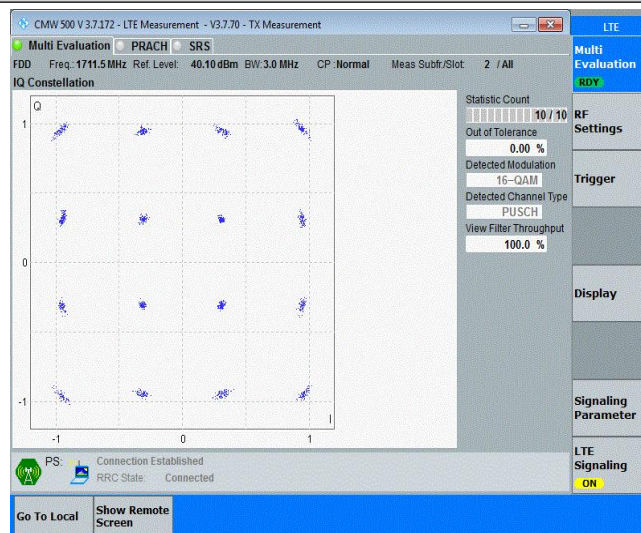 CMW 500 V 3.7.172 - LTE Measurement - V3.7.70 - TX Measurement
LTE
Multi Evaluation PRACH SRS
Multi
Evaluation
RDY
FDD Freq.: 1711.5 MHz Ref. Level: 40.10 dBm BW: 3.0 MHz CP : Normal Meas Subfr./Slot: 2 / All
IQ Constellation
Q
1
0
-1
-1 0 1
I
Statistic Count
10 / 10
Out of Tolerance
0.00 %
Detected Modulation
16-QAM
Detected Channel Type
PUSCH
View Filter Throughput
100.0 %
RF
Settings
Trigger
Display
Signaling
Parameter
LTE
Signaling
ON
PS: Connection Established
RRC State: Connected
Go To Local
Show Remote
Screen